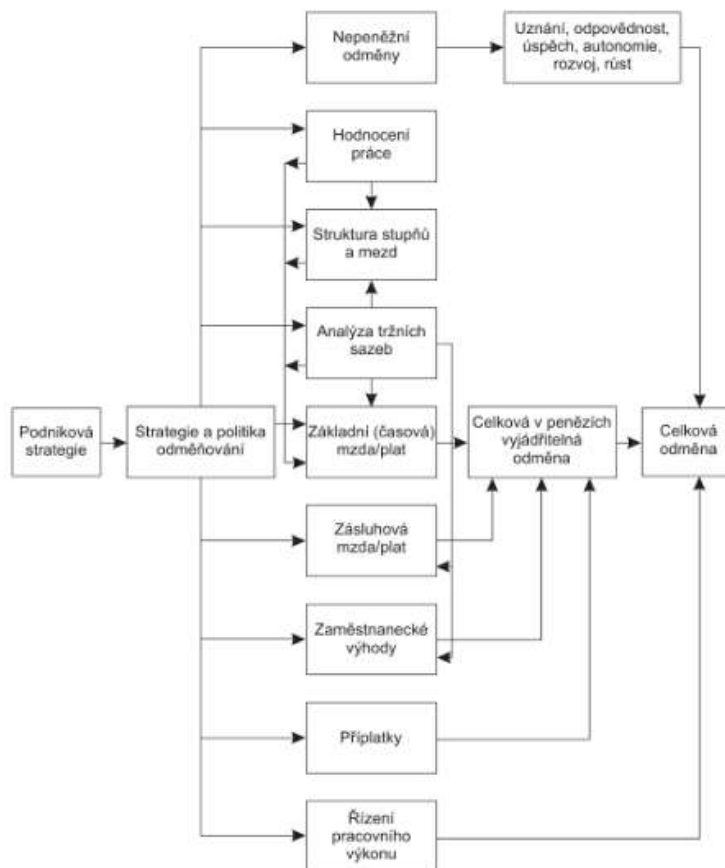 Nepeněžní
odměny
Uznání, odpovědnost,
úspěch, autonomie,
rozvoj, růst
Hodnocení
práce
Struktura stupňů
a mezd
Analýza tržních
sazeb
Podniková
strategie
Strategie a politika
odměňování
Základní (časová)
mzda/plat
Celková v penězích
vyjádřitelná
odměna
Celková
odměna
Zásluhová
mzda/plat
Zaměstnanecké
výhody
Příplatky
Řízení
pracovního
výkonu